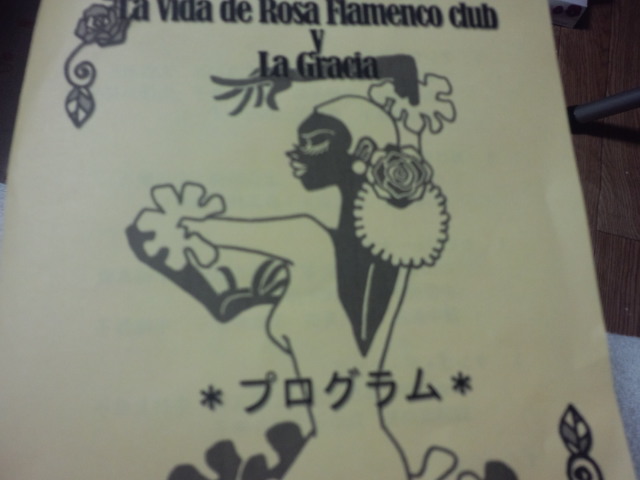 La Vida de Rosa Flamenco club
y
La Gracia
*プログラム*